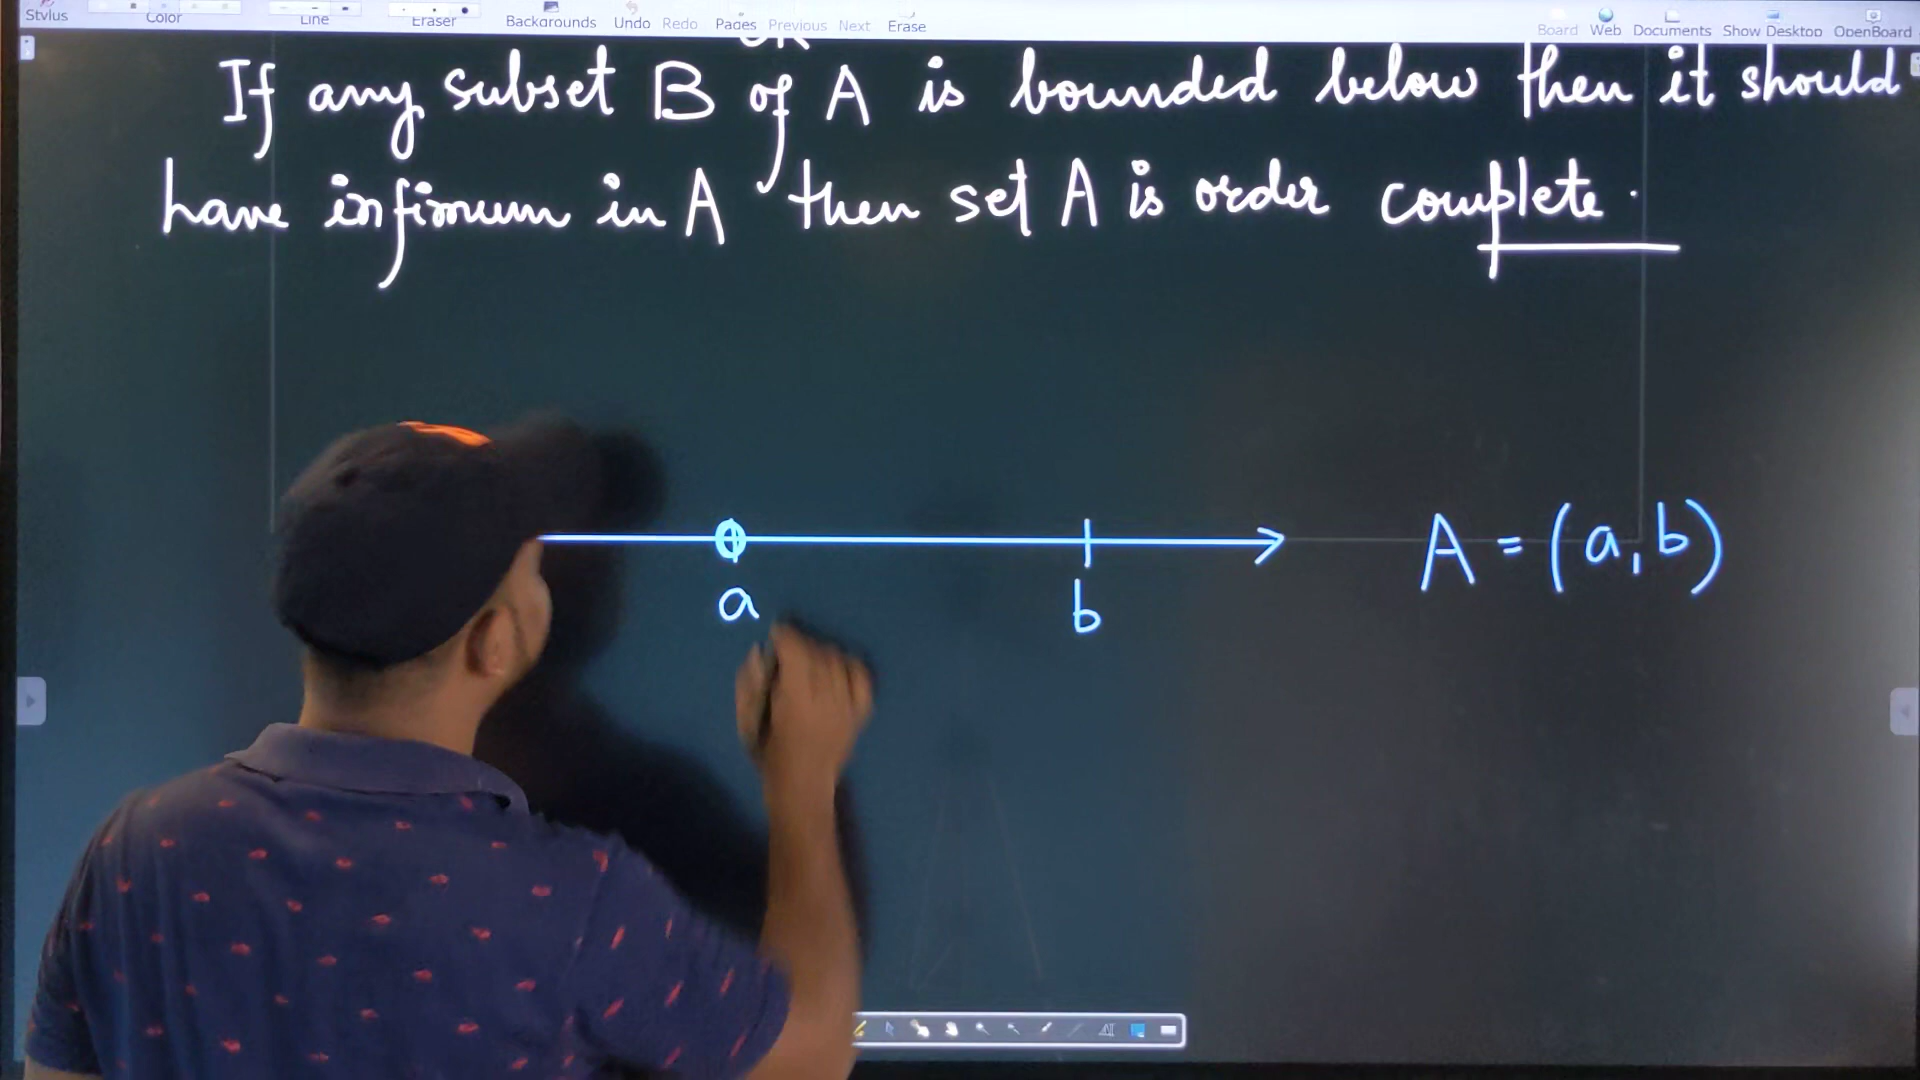 Stylus Color Line Eraser Backgrounds Undo Redo Pages Previous Next Erase Board Web Documents Show Desktop OpenBoard
OR
If any subset B of A is bounded below then it should
have infimum in A then set A is order complete.
A = (a, b)
a b